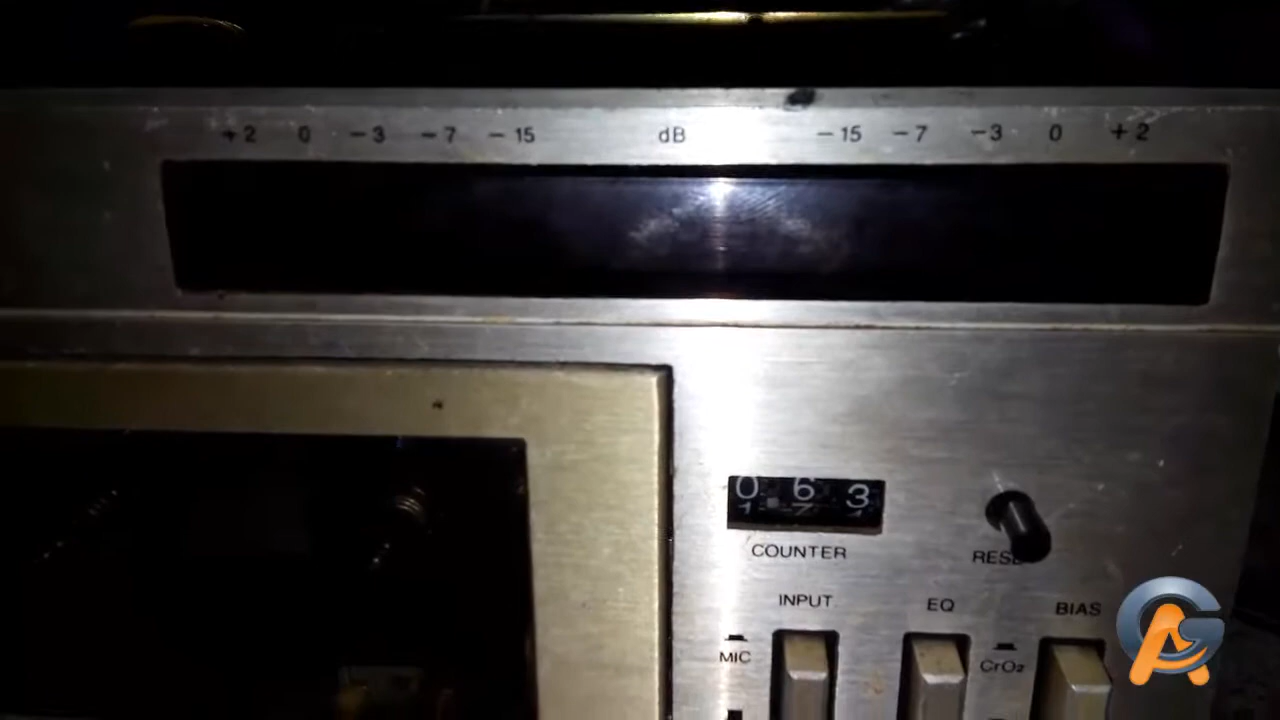 +2 0 -3 -7 -15 dB -15 -7 -3 0 +2
0 6 3
COUNTER
RESE
INPUT EQ BIAS
MIC
CrO2